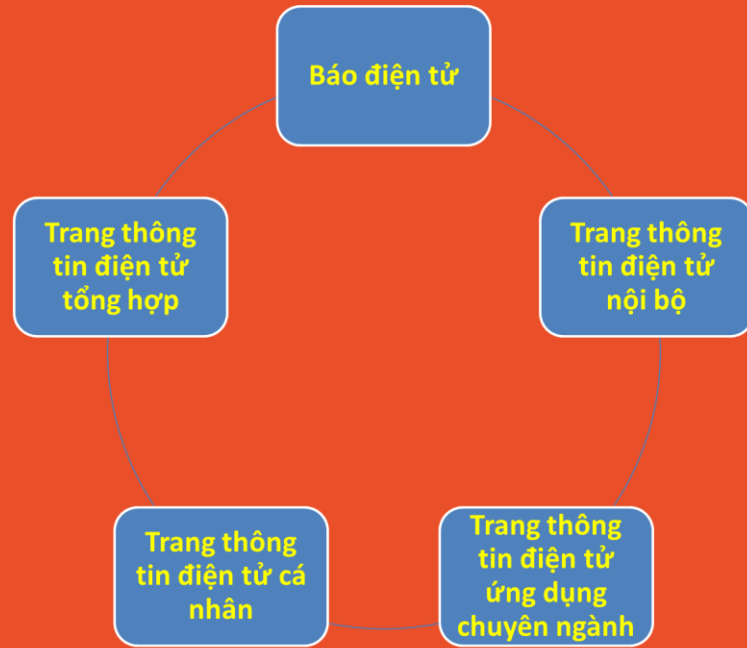 Báo điện tử
Trang thông
tin điện tử
tổng hợp
Trang thông
tin điện tử
nội bộ
Trang thông
tin điện tử cá
nhân
Trang thông
tin điện tử
ứng dụng
chuyên ngành